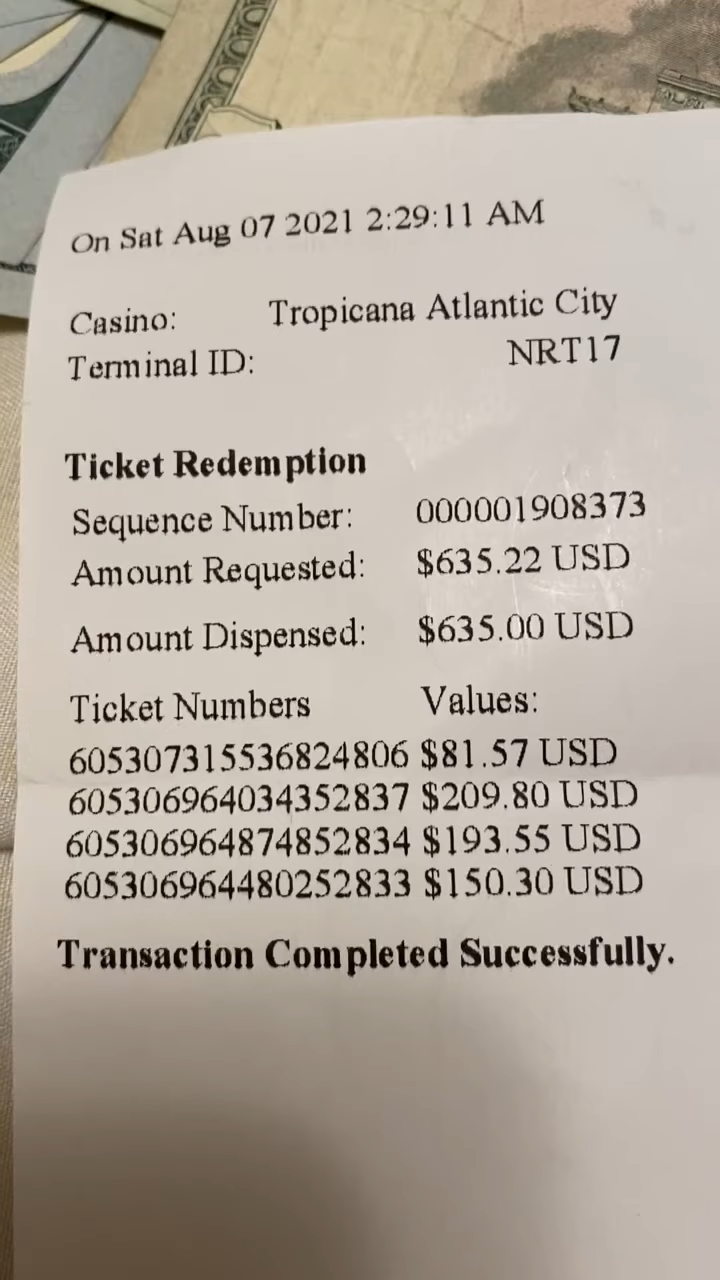 On Sat Aug 07 2021 2:29:11 AM
Casino: Tropicana Atlantic City
Terminal ID: NRT17
Ticket Redemption
Sequence Number: 000001908373
Amount Requested: $635.22 USD
Amount Dispensed: $635.00 USD
Ticket Numbers Values:
605307315536824806 $81.57 USD
605306964034352837 $209.80 USD
605306964874852834 $193.55 USD
605306964480252833 $150.30 USD
Transaction Completed Successfully.